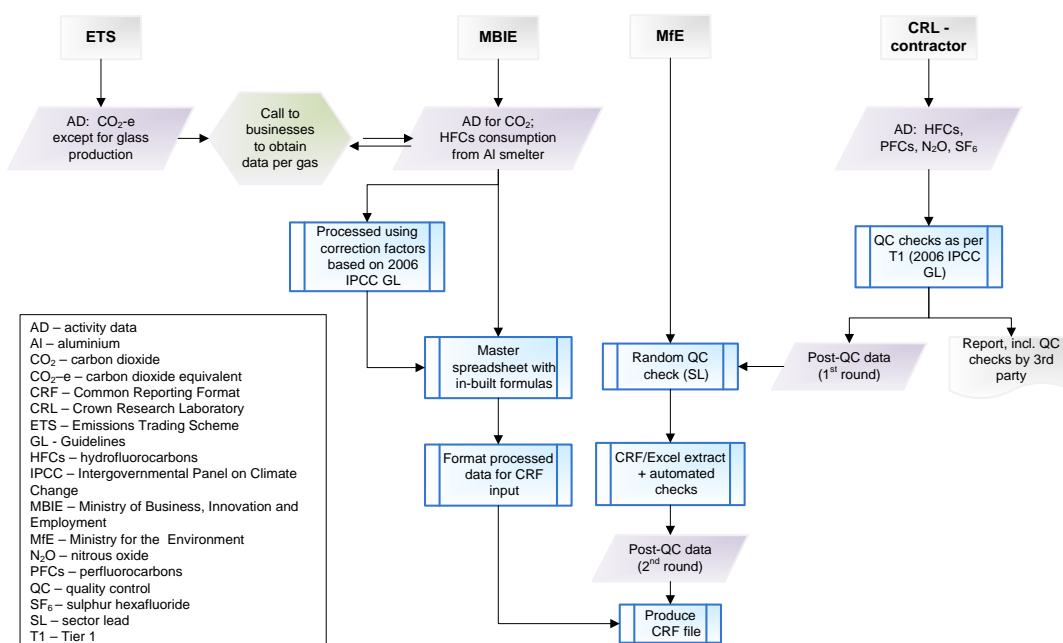 ETS
MBIE
MfE
CRL -
contractor
AD: CO₂-e
except for glass
production
Call to
businesses
to obtain
data per gas
AD for CO₂;
HFCs consumption
from Al smelter
AD: HFCs,
PFCs, N₂O, SF₆
Processed using
correction factors
based on 2006
IPCC GL
QC checks as per
T1 (2006 IPCC
GL)
Master
spreadsheet with
in-built formulas
Random QC
check (SL)
Post-QC data
(1st round)
Report, incl. QC
checks by 3rd
party
Format processed
data for CRF
input
CRF/Excel extract
+ automated
checks
Post-QC data
(2nd round)
Produce
CRF file
AD – activity data
Al – aluminium
CO₂ – carbon dioxide
CO₂–e – carbon dioxide equivalent
CRF – Common Reporting Format
CRL – Crown Research Laboratory
ETS – Emissions Trading Scheme
GL - Guidelines
HFCs – hydrofluorocarbons
IPCC – Intergovernmental Panel on Climate
Change
MBIE – Ministry of Business, Innovation and
Employment
MfE – Ministry for the Environment
N₂O – nitrous oxide
PFCs – perfluorocarbons
QC – quality control
SF₆ – sulphur hexafluoride
SL – sector lead
T1 – Tier 1